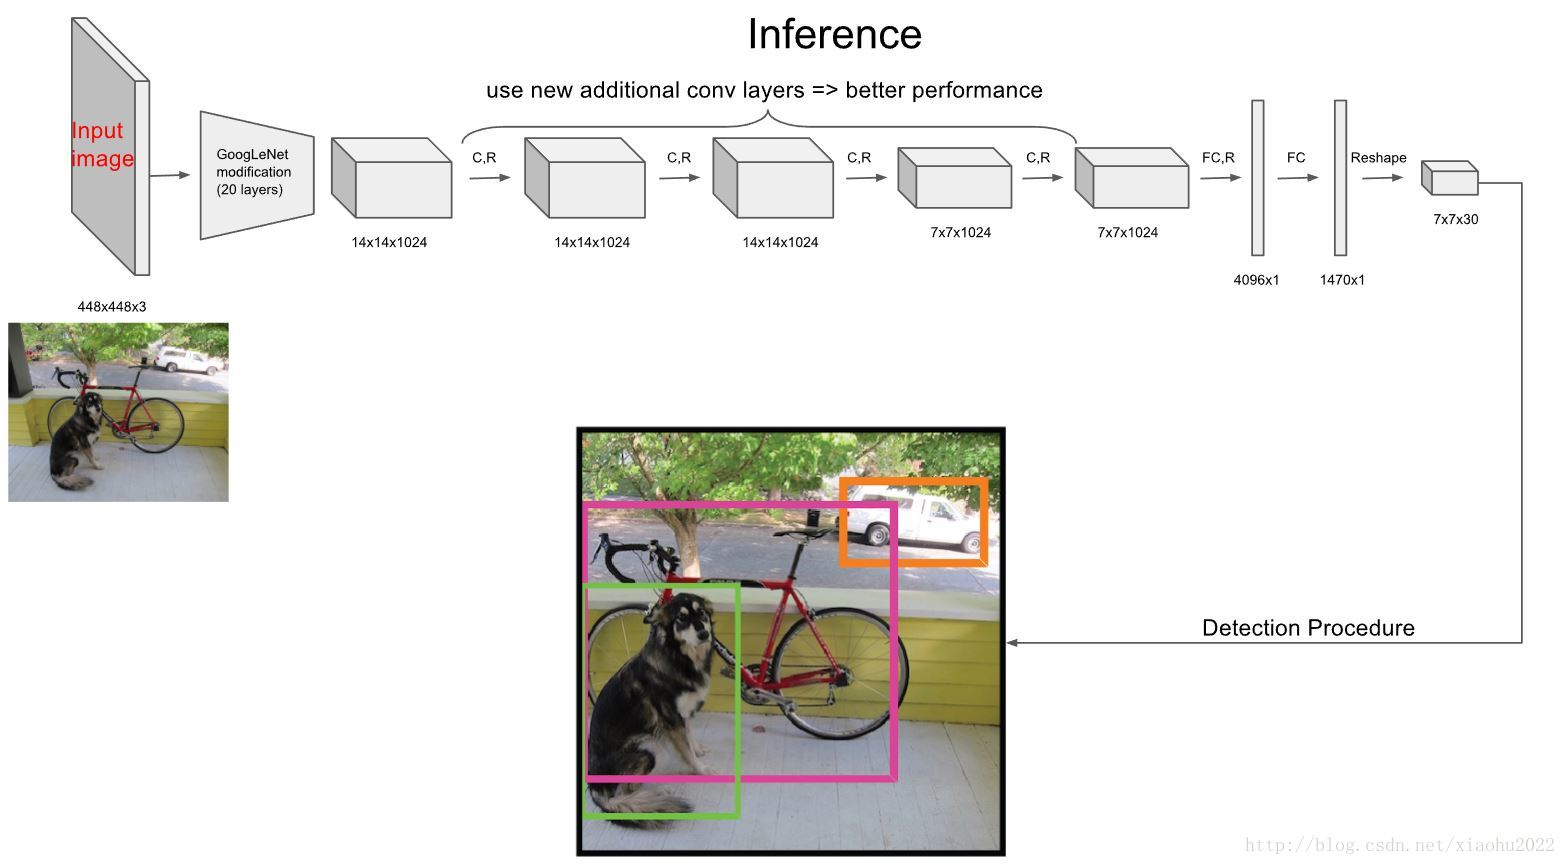 Inference
use new additional conv layers => better performance
Input
image
GoogLeNet
modification
(20 layers)
C,R
C,R
C,R
C,R
FC,R
FC
Reshape
448x448x3
14x14x1024
14x14x1024
14x14x1024
7x7x1024
7x7x1024
4096x1
1470x1
7x7x30
Detection Procedure
http://blog.csdn.net/xiaohu2022